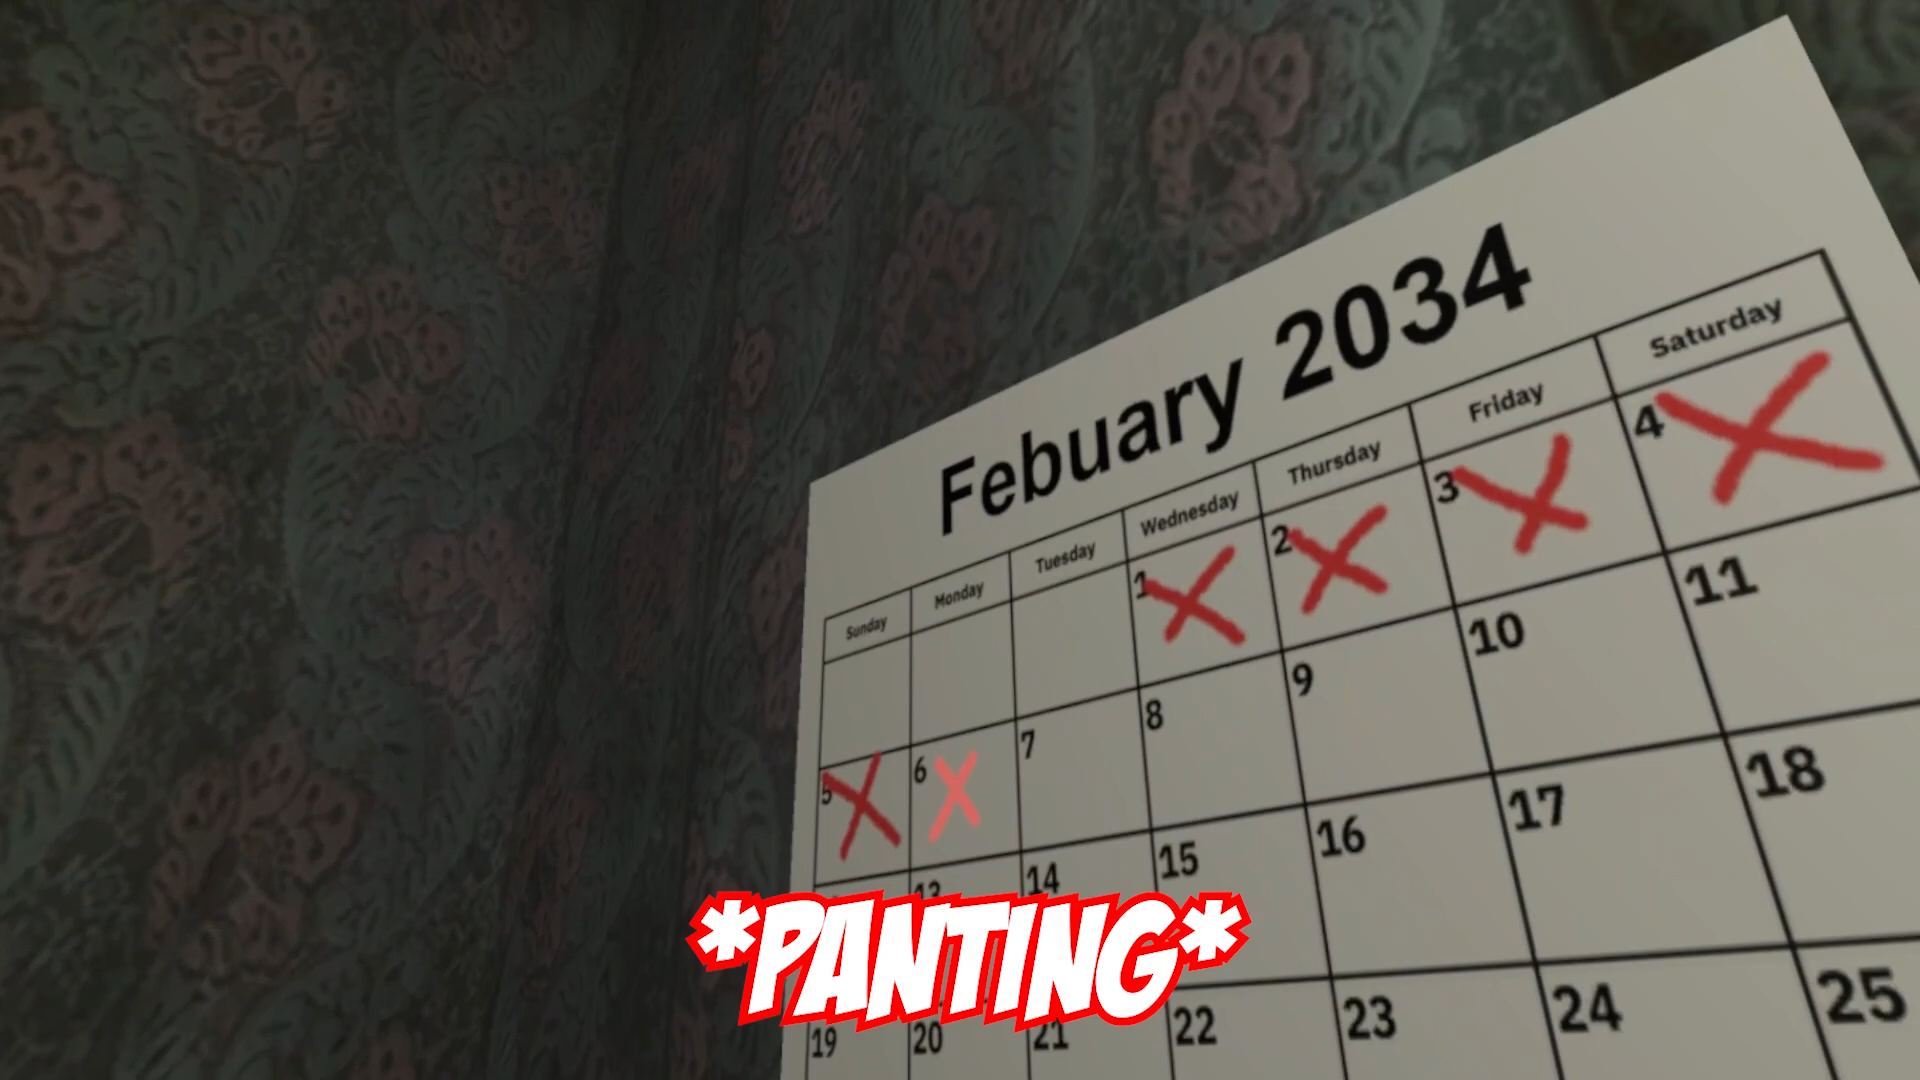 Febuary 2034
Sunday Monday Tuesday Wednesday Thursday Friday Saturday
1 2 3 4
5 6 7 8 9 10 11
13 14 15 16 17 18
*PANTING*
19 20 21 22 23 24 25